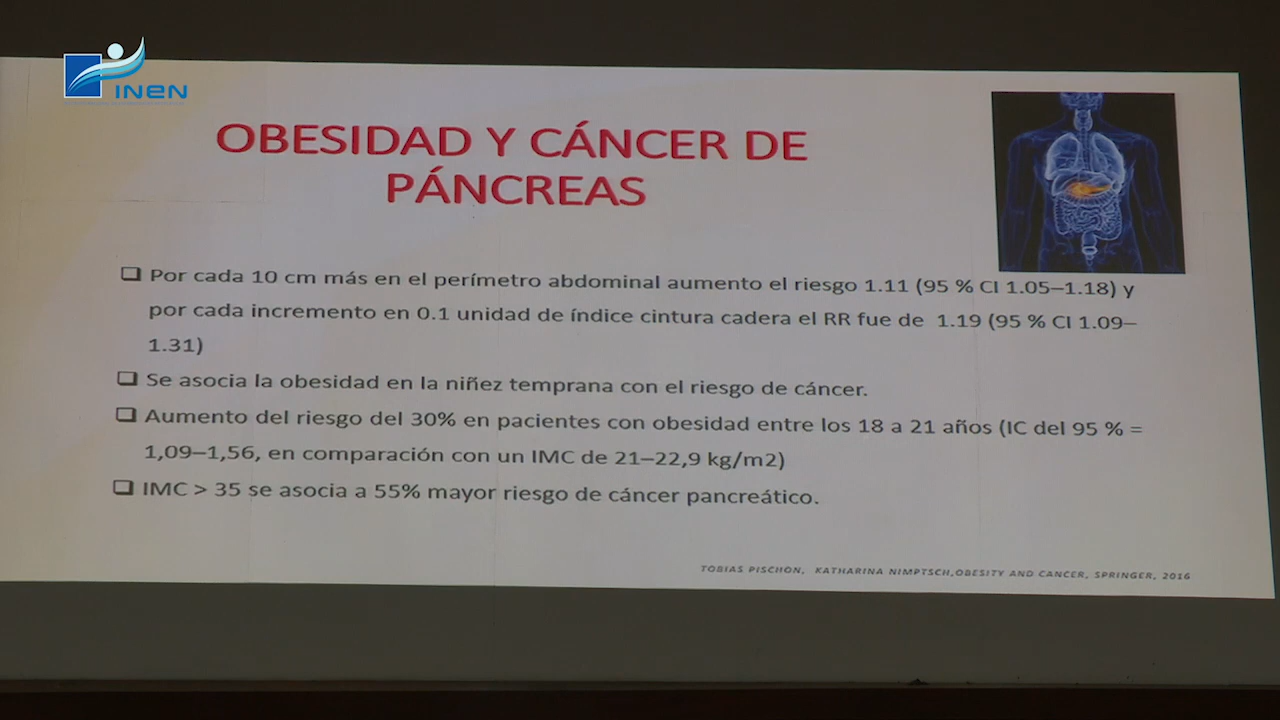 INEN
OBESIDAD Y CÁNCER DE
PÁNCREAS
Por cada 10 cm más en el perímetro abdominal aumento el riesgo 1.11 (95 % CI 1.05–1.18) y
por cada incremento en 0.1 unidad de índice cintura cadera el RR fue de 1.19 (95 % CI 1.09–
1.31)
Se asocia la obesidad en la niñez temprana con el riesgo de cáncer.
Aumento del riesgo del 30% en pacientes con obesidad entre los 18 a 21 años (IC del 95 % =
1,09–1,56, en comparación con un IMC de 21–22,9 kg/m2)
IMC > 35 se asocia a 55% mayor riesgo de cáncer pancreático.
TOBIAS PISCHON, KATHARINA NIMPTSCH,OBESITY AND CANCER, SPRINGER, 2016